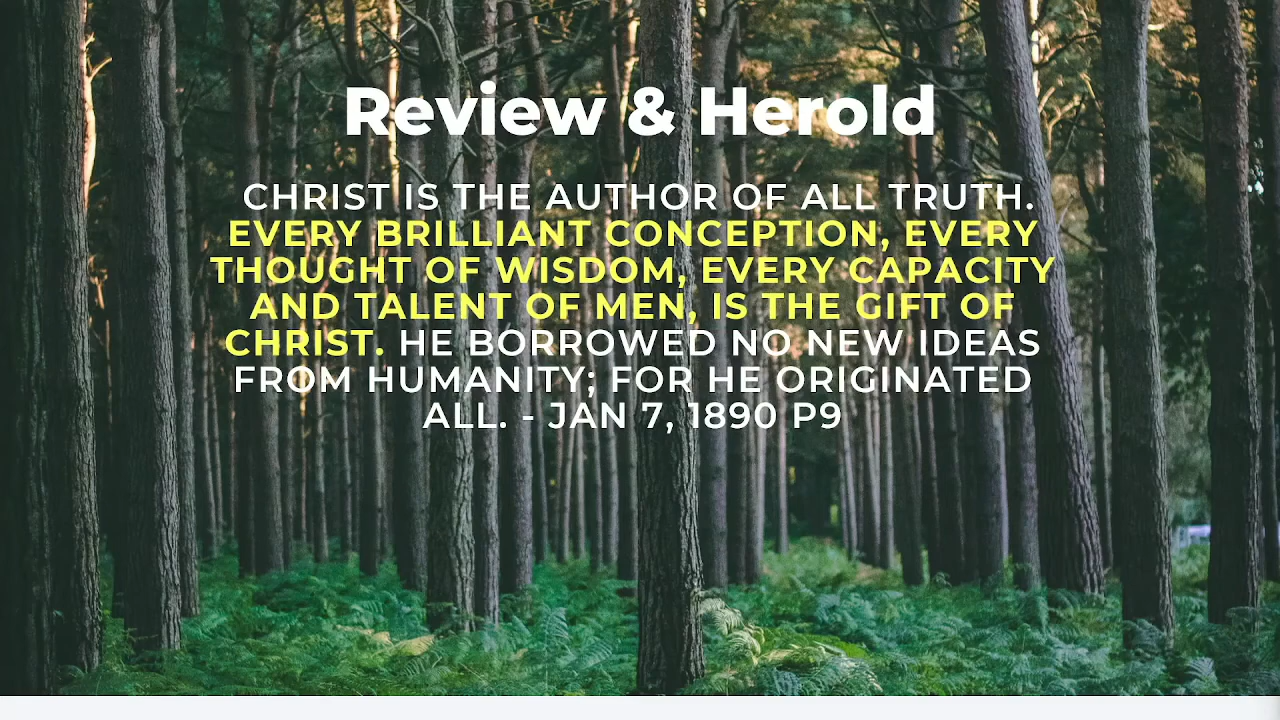 Review & Herold
CHRIST IS THE AUTHOR OF ALL TRUTH.
EVERY BRILLIANT CONCEPTION, EVERY
THOUGHT OF WISDOM, EVERY CAPACITY
AND TALENT OF MEN, IS THE GIFT OF
CHRIST. HE BORROWED NO NEW IDEAS
FROM HUMANITY; FOR HE ORIGINATED
ALL. - JAN 7, 1890 P9